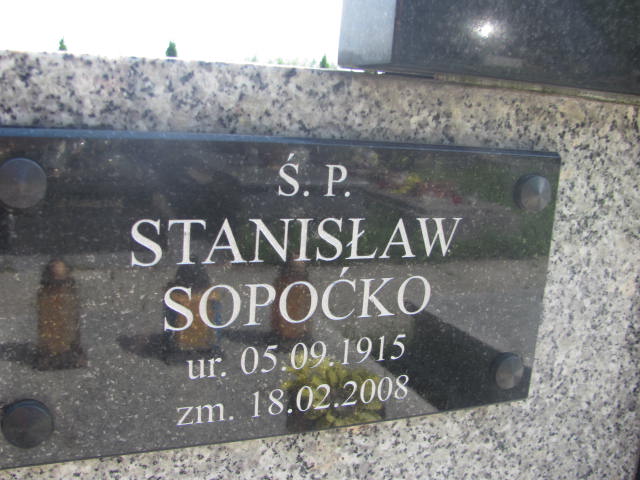 Ś. P.
STANISŁAW
SOPOĆKO
ur. 05.09.1915
zm. 18.02.2008